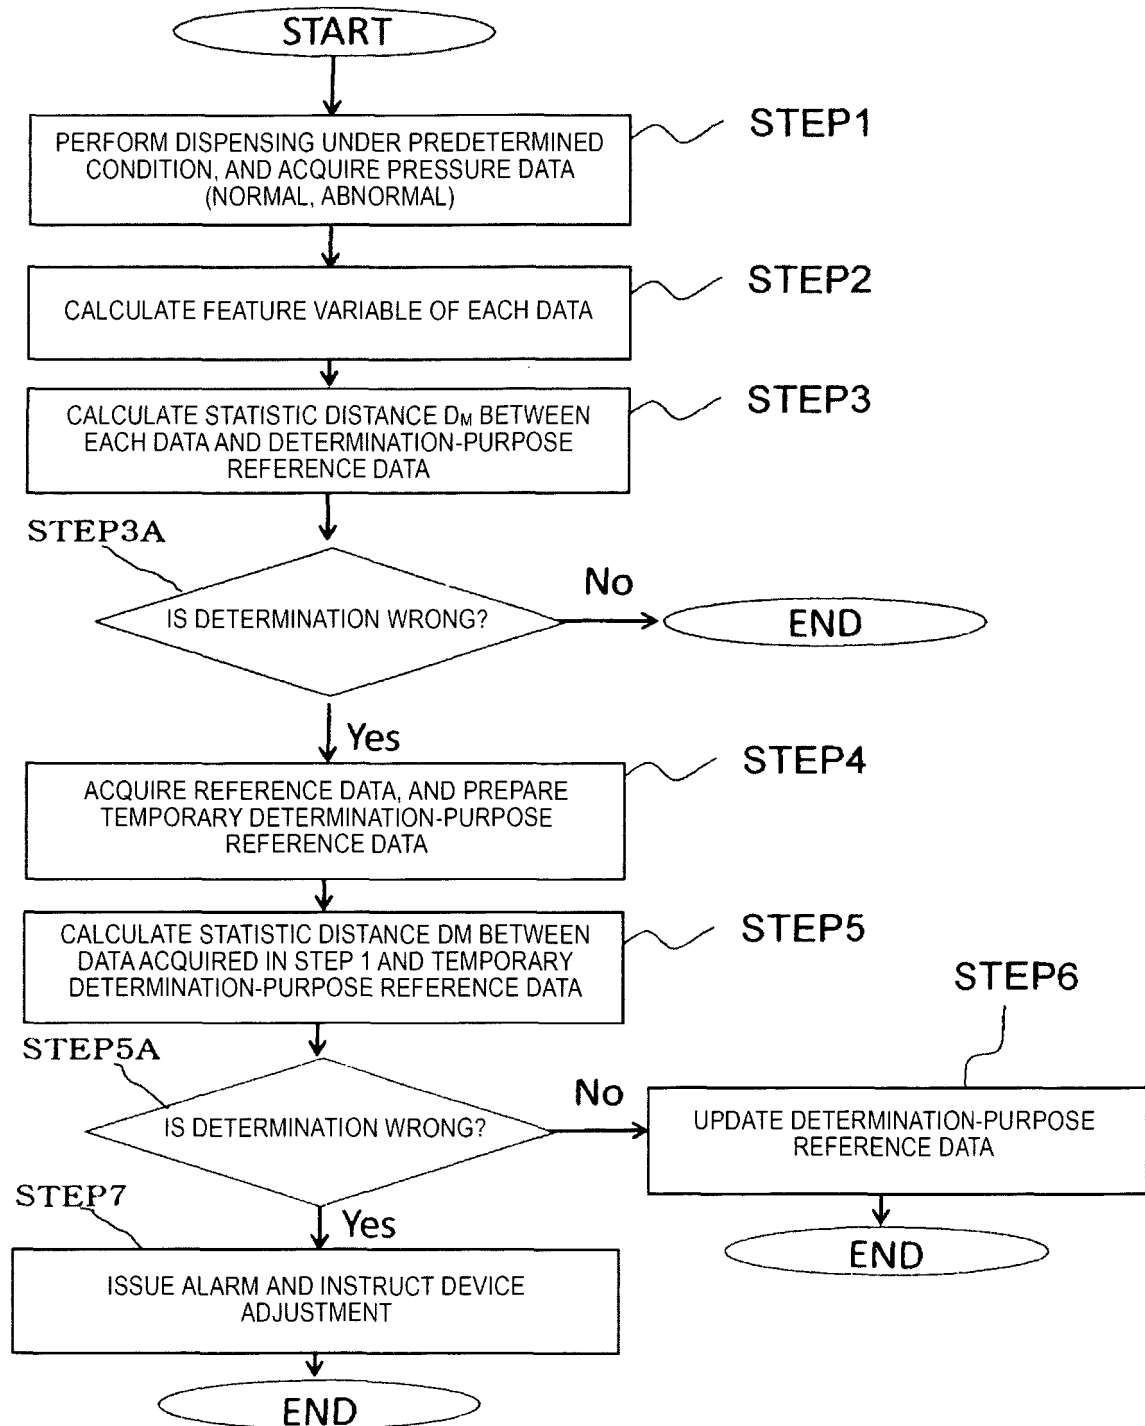 START
STEP1
PERFORM DISPENSING UNDER PREDETERMINED
CONDITION, AND ACQUIRE PRESSURE DATA
(NORMAL, ABNORMAL)
STEP2
CALCULATE FEATURE VARIABLE OF EACH DATA
STEP3
CALCULATE STATISTIC DISTANCE DM BETWEEN
EACH DATA AND DETERMINATION-PURPOSE
REFERENCE DATA
STEP3A
IS DETERMINATION WRONG?
No
END
Yes
STEP4
ACQUIRE REFERENCE DATA, AND PREPARE
TEMPORARY DETERMINATION-PURPOSE
REFERENCE DATA
STEP5
CALCULATE STATISTIC DISTANCE DM BETWEEN
DATA ACQUIRED IN STEP 1 AND TEMPORARY
DETERMINATION-PURPOSE REFERENCE DATA
STEP5A
IS DETERMINATION WRONG?
No
STEP6
UPDATE DETERMINATION-PURPOSE
REFERENCE DATA
END
Yes
STEP7
ISSUE ALARM AND INSTRUCT DEVICE
ADJUSTMENT
END